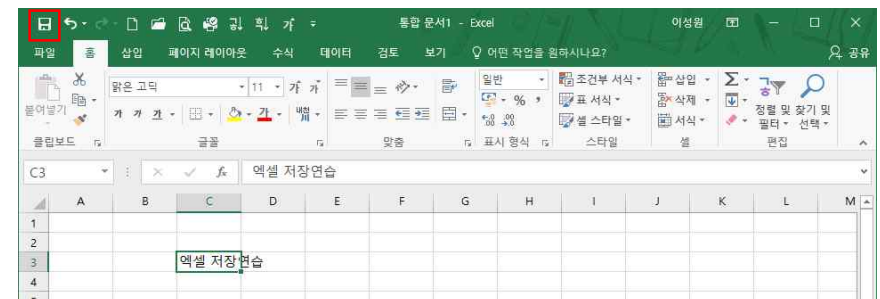 통합 문서1 - Excel 이성원
파일 홈 삽입 페이지 레이아웃 수식 데이터 검토 보기 어떤 작업을 원하시나요? 공유
붙여넣기 맑은 고딕 11 가 가 일반 조건부 서식 삽입 Σ
가 가 가 가 내천 % , 표 서식 삭제 정렬 및 필터 찾기 및 선택
셀 스타일 서식
클립보드 글꼴 맞춤 표시 형식 스타일 셀 편집
C3 fx 엑셀 저장연습
A B C D E F G H I J K L M
1
2
3 엑셀 저장연습
4